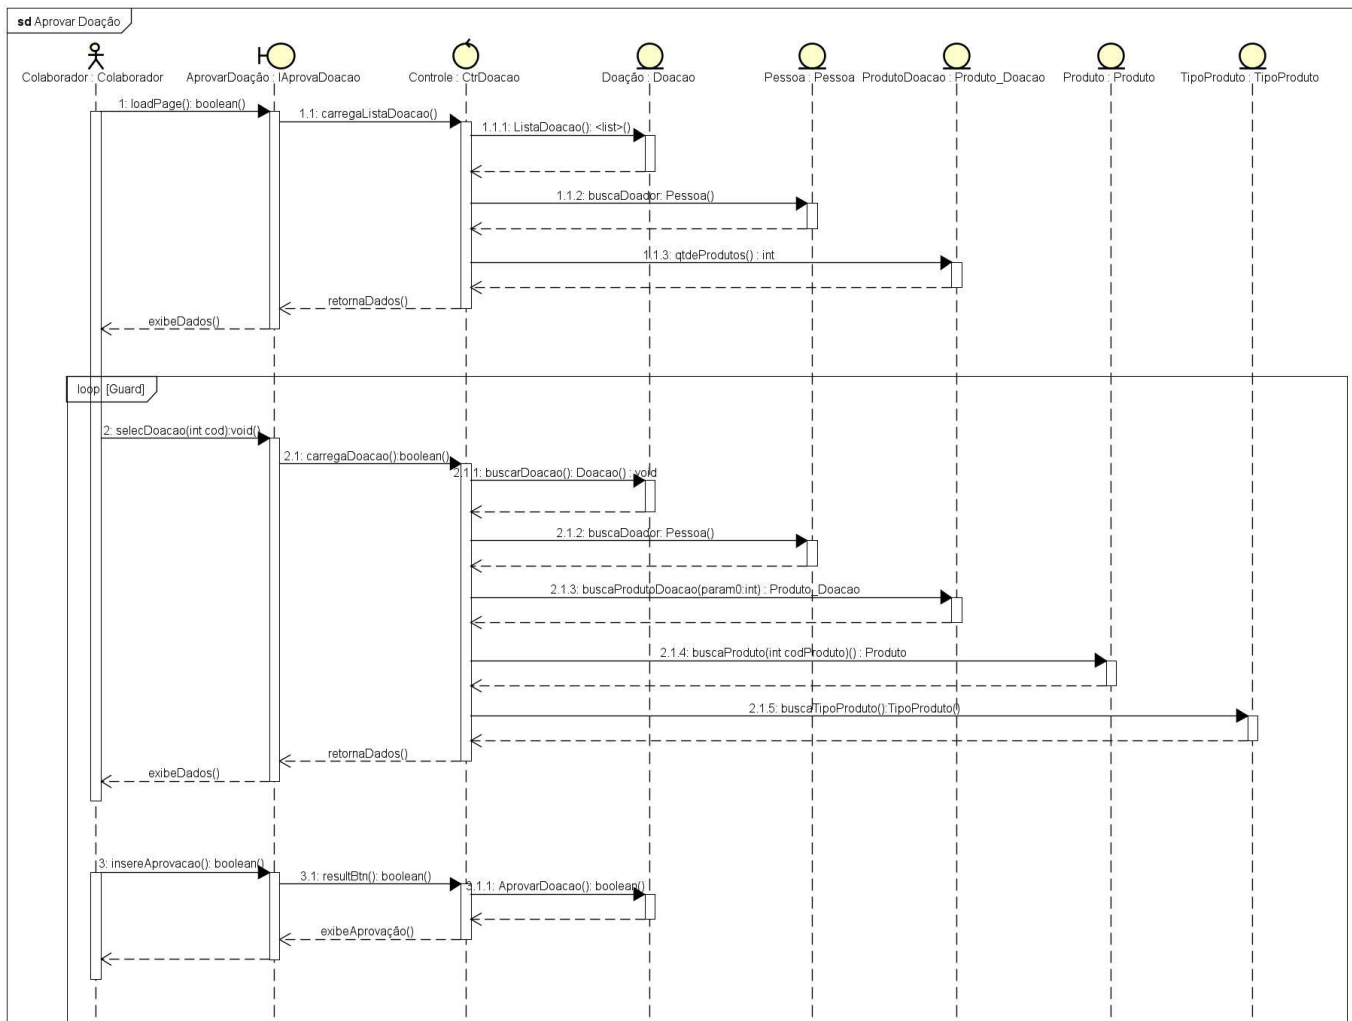 sd Aprovar Doação
Colaborador : Colaborador
AprovarDoação : IAprovaDoacao
Controle : CtrDoacao
Doação : Doacao
Pessoa : Pessoa
ProdutoDoacao : Produto_Doacao
Produto : Produto
TipoProduto : TipoProduto
1: loadPage(): boolean()
1.1: carregaListaDoacao()
1.1.1: ListaDoacao(): <list>()
1.1.2: buscaDoador: Pessoa()
1.1.3: qtdeProdutos() : int
retornaDados()
exibeDados()
loop [Guard]
2: selecDoacao(int cod):void()
2.1: carregaDoacao():boolean()
2.1.1: buscarDoacao(): Doacao() : void
2.1.2: buscaDoador: Pessoa()
2.1.3: buscaProdutoDoacao(param0:int) : Produto_Doacao
2.1.4: buscaProduto(int codProduto)() : Produto
2.1.5: buscaTipoProduto():TipoProduto()
retornaDados()
exibeDados()
3: insereAprovacao(): boolean()
3.1: resultBtn(): boolean()
3.1.1: AprovarDoacao(): boolean()
exibeAprovação()